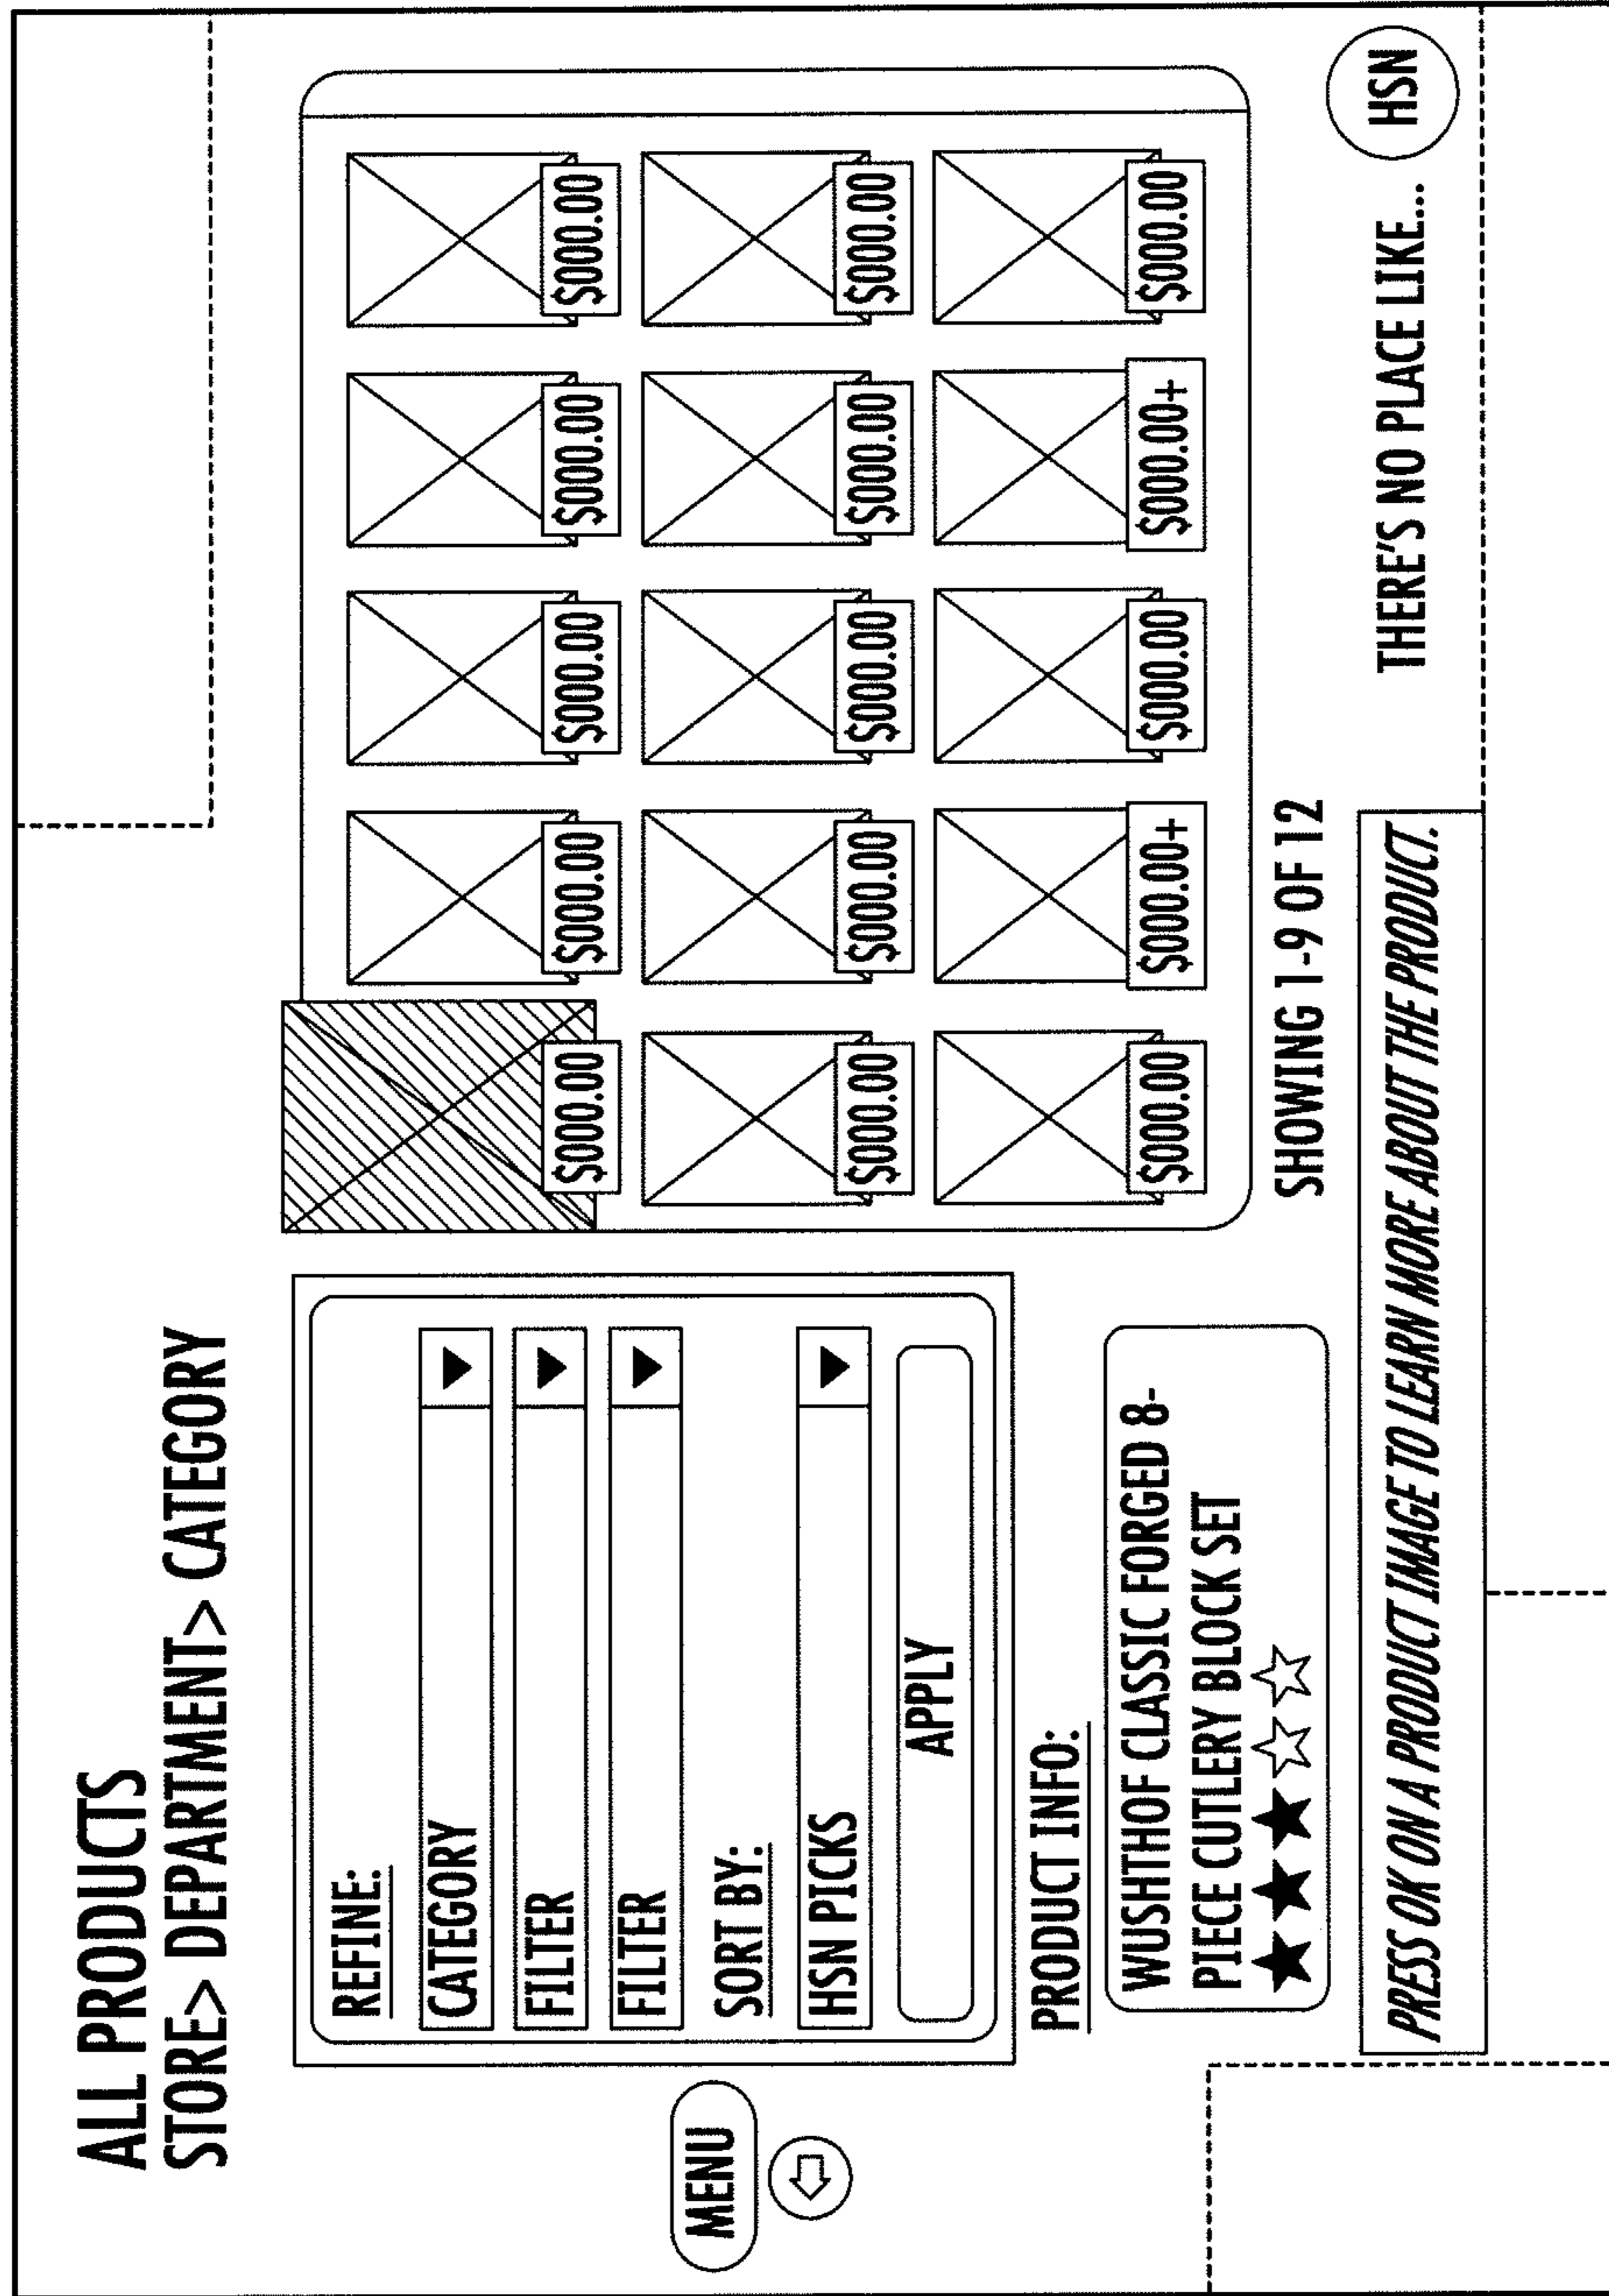 ALL PRODUCTS
STORE> DEPARTMENT> CATEGORY
MENU
REFINE:
CATEGORY
FILTER
FILTER
SORT BY:
HSN PICKS
APPLY
PRODUCT INFO:
WUSHTHOF CLASSIC FORGED 8-
PIECE CUTLERY BLOCK SET
$000.00 $000.00 $000.00 $000.00 $000.00
$000.00 $000.00 $000.00 $000.00 $000.00
$000.00 $000.00+ $000.00 $000.00+ $000.00
SHOWING 1-9 OF 12
PRESS OK ON A PRODUCT IMAGE TO LEARN MORE ABOUT THE PRODUCT.
THERE'S NO PLACE LIKE... HSN